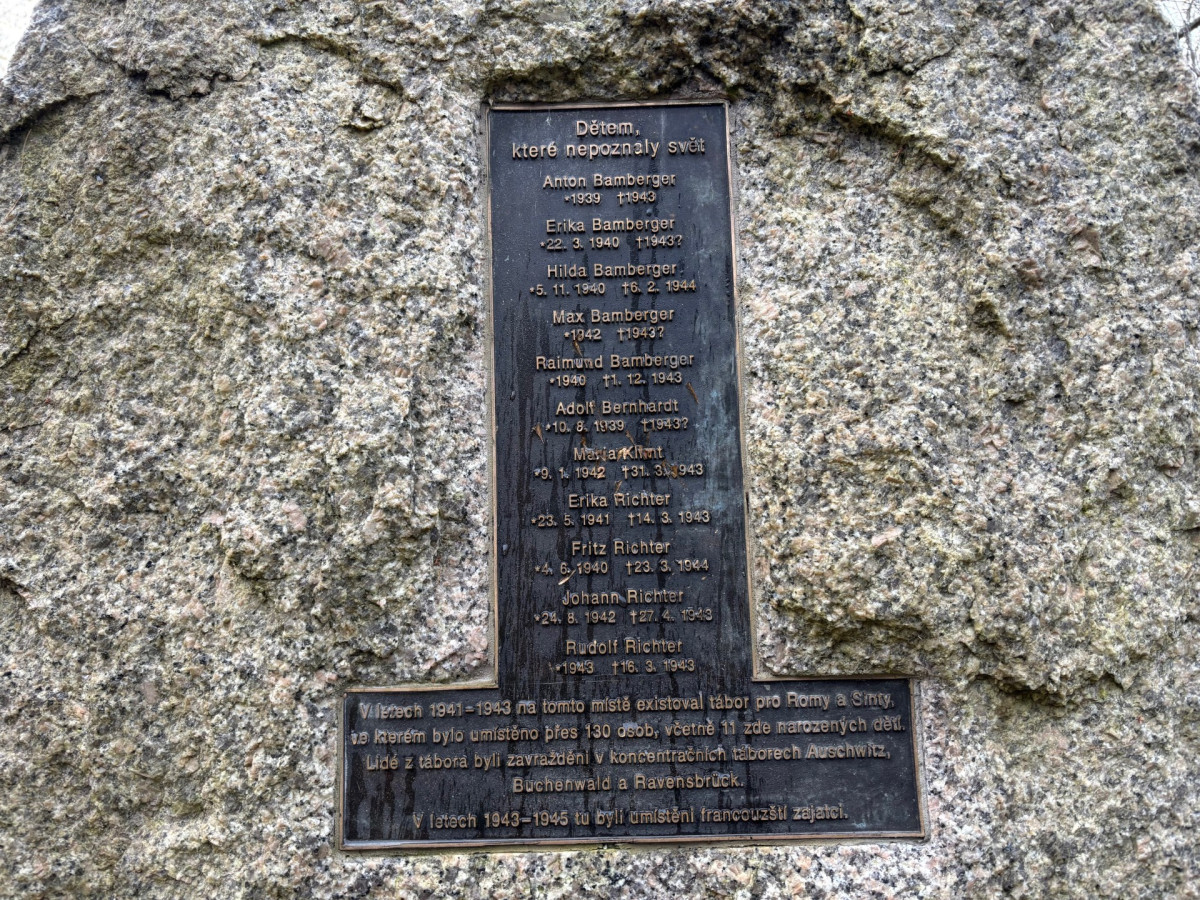 Dětem,
které nepoznaly svět
Anton Bamberger
*1939 †1943
Erika Bamberger
*22. 3. 1940 †1943?
Hilda Bamberger
*5. 11. 1940 †6. 2. 1944
Max Bamberger
*1942 †1943?
Raimund Bamberger
*1940 †1. 12. 1943
Adolf Bernhardt
*10. 8. 1939 †1943?
Maria Klimt
*9. 1. 1942 †31. 3. 1943
Erika Richter
*23. 5. 1941 †14. 3. 1943
Fritz Richter
*4. 6. 1940 †23. 3. 1944
Johann Richter
*24. 8. 1942 †27. 4. 1943
Rudolf Richter
*1943 †16. 3. 1943
V letech 1941–1943 na tomto místě existoval tábor pro Romy a Sinty,
ve kterém bylo umístěno přes 130 osob, včetně 11 zde narozených dětí.
Lidé z tábora byli zavražděni v koncentračních táborech Auschwitz,
Buchenwald a Ravensbrück.
V letech 1943–1945 tu byli umístěni francouzští zajatci.